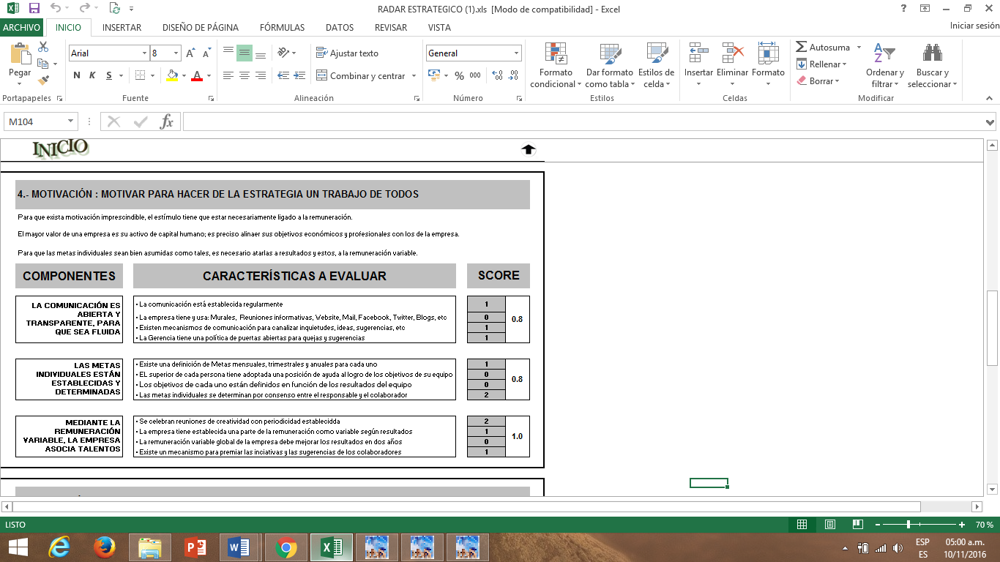 RADAR ESTRATEGICO (1).xls [Modo de compatibilidad] - Excel
ARCHIVO INICIO INSERTAR DISEÑO DE PÁGINA FÓRMULAS DATOS REVISAR VISTA Iniciar sesión
Pegar
Arial 8
N K S
Ajustar texto
Combinar y centrar
General
% 000
Formato condicional
Dar formato como tabla
Estilos de celda
Insertar Eliminar Formato
Autosuma
Rellenar
Borrar
Ordenar y filtrar
Buscar y seleccionar
Portapapeles Fuente Alineación Número Estilos Celdas Modificar
M104 fx
INICIO
4.- MOTIVACIÓN : MOTIVAR PARA HACER DE LA ESTRATEGIA UN TRABAJO DE TODOS
Para que exista motivación imprescindible, el estímulo tiene que estar necesariamente ligado a la remuneración.
El mayor valor de una empresa es su activo de capital humano; es preciso alinaer sus objetivos económicos y profesionales con los de la empresa.
Para que las metas individuales sean bien asumidas como tales, es necesario atarlas a resultados y estos, a la remuneración variable.
COMPONENTES CARACTERÍSTICAS A EVALUAR SCORE
LA COMUNICACIÓN ES
ABIERTA Y
TRANSPARENTE, PARA
QUE SEA FLUIDA
• La comunicación está establecida regularmente 1
• La empresa tiene y usa: Murales, Reuniones informativas, Website, Mail, Facebook, Twitter, Blogs, etc 0
• Existen mecanismos de comunicación para canalizar inquietudes, ideas, sugerencias, etc 1
• La Gerencia tiene una política de puertas abiertas para quejas y sugerencias 1
0.8
LAS METAS
INDIVIDUALES ESTÁN
ESTABLECIDAS Y
DETERMINADAS
• Existe una definición de Metas mensuales, trimestrales y anuales para cada uno 1
• EL superior de cada persona tiene adoptada una posición de ayuda al logro de los objetivos de su equipo 0
• Los objetivos de cada uno están definidos en función de los resultados del equipo 0
• Las metas individuales se determinan por consenso entre el responsable y el colaborador 2
0.8
MEDIANTE LA
REMUNERACIÓN
VARIABLE, LA EMPRESA
ASOCIA TALENTOS
• Se celebran reuniones de creatividad con periodicidad establecidda 2
• La empresa tiene establecida una parte de la remuneración como variable según resultados 1
• La remuneración variable global de la empresa debe mejorar los resultados en dos años 0
• Existe un mecanismo para premiar las inciativas y las sugerencias de los colaboradores 1
1.0
LISTO 70 %
ESP 05:00 a.m.
ES 10/11/2016